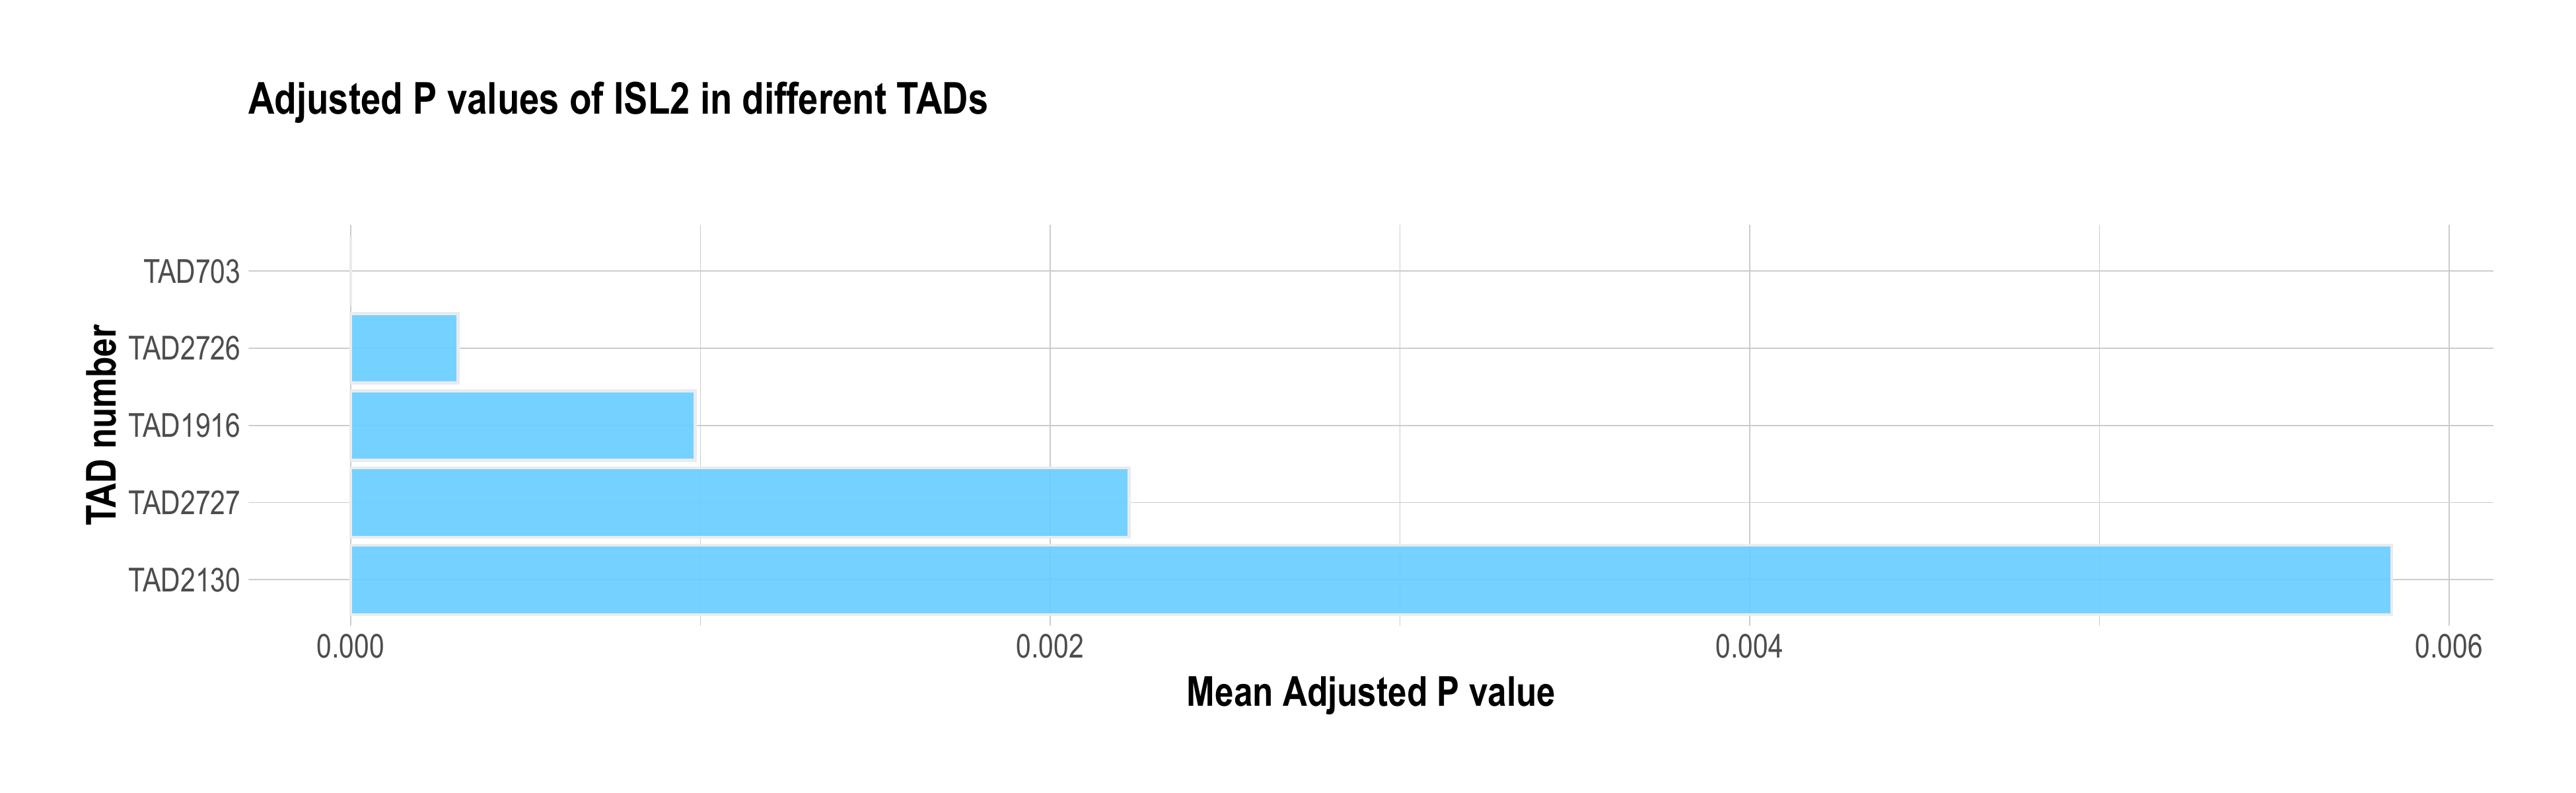 Adjusted P values of ISL2 in different TADs
TAD number
TAD703
TAD2726
TAD1916
TAD2727
TAD2130
0.000 0.002 0.004 0.006
Mean Adjusted P value